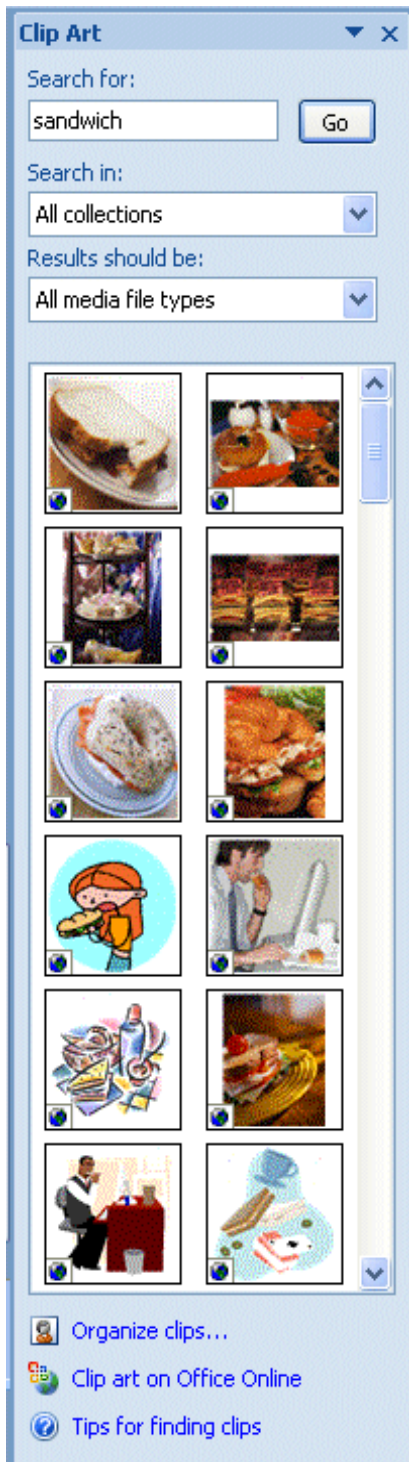 Clip Art
Search for:
sandwich Go
Search in:
All collections
Results should be:
All media file types
Organize clips...
Clip art on Office Online
Tips for finding clips